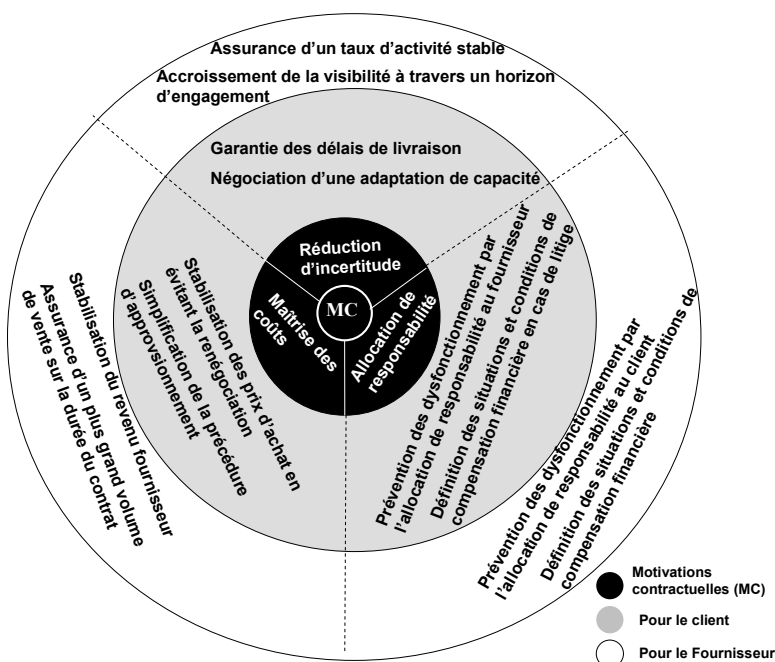 Assurance d'un taux d'activité stable
Accroissement de la visibilité à travers un horizon
d'engagement
Garantie des délais de livraison
Négociation d'une adaptation de capacité
Réduction
d'incertitude
MC
Maîtrise des
coûts
Allocation de
responsabilité
Stabilisation des prix d'achat en
évitant la renégociation
Simplification de la précédure
d'approvsionnement
Stabilisation du revenu fournisseur
Assurance d'un plus grand volume
de vente sur la durée du contrat
Prévention des dysfonctionnement par
l'allocation de responsabilité au fournisseur
Définition des situations et conditions de
compensation financière en cas de litige
Prévention des dysfonctionnement par
l'allocation de responsabilité au client
Définition des situations et conditions de
compensation financière
Motivations
contractuelles (MC)
Pour le client
Pour le Fournisseur